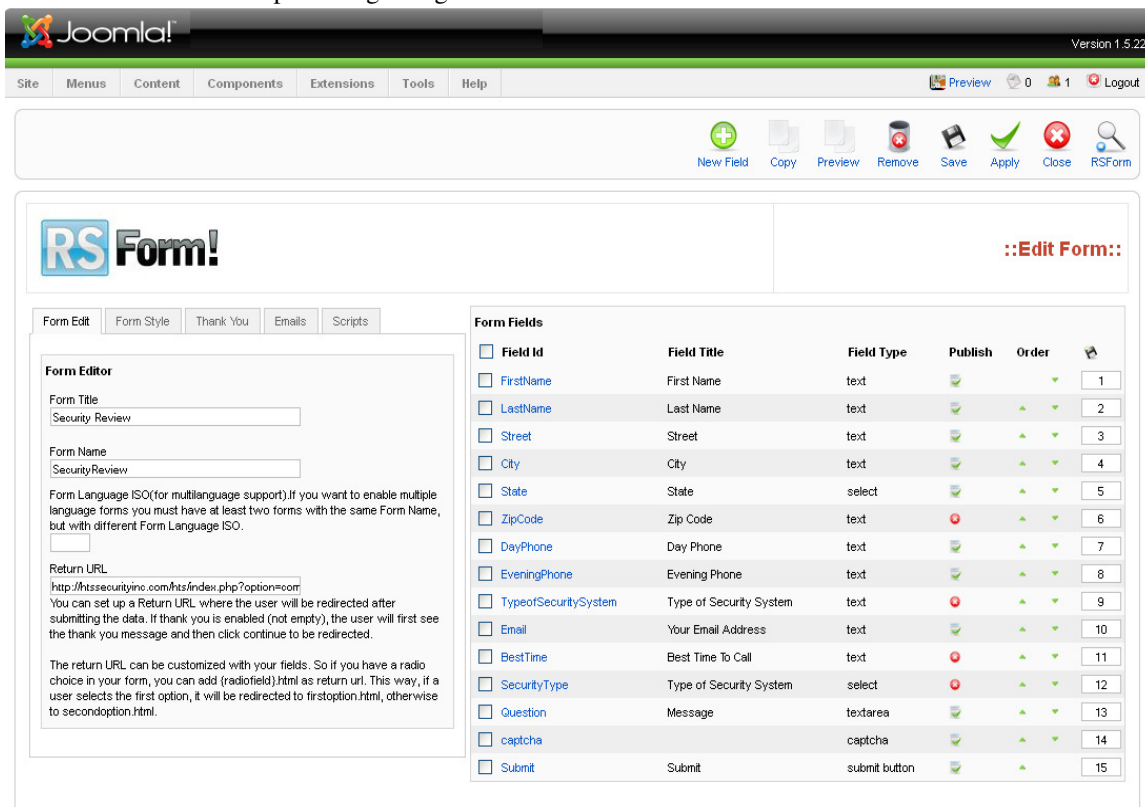 Joomla!
Version 1.5.22
Site Menus Content Components Extensions Tools Help Preview 0 1 Logout
New Field Copy Preview Remove Save Apply Close RSForm
RS Form!
::Edit Form::
Form Edit Form Style Thank You Emails Scripts
Form Editor
Form Title
Security Review
Form Name
SecurityReview
Form Language ISO(for multilanguage support).If you want to enable multiple
language forms you must have at least two forms with the same Form Name,
but with different Form Language ISO.
Return URL
http://htssecurityinc.com/hts/index.php?option=com
You can set up a Return URL where the user will be redirected after
submitting the data. If thank you is enabled (not empty), the user will first see
the thank you message and then click continue to be redirected.
The return URL can be customized with your fields. So if you have a radio
choice in your form, you can add {radiofield}.html as return url. This way, if a
user selects the first option, it will be redirected to firstoption.html, otherwise
to secondoption.html.
Form Fields
Field Id Field Title Field Type Publish Order
FirstName First Name text 1
LastName Last Name text 2
Street Street text 3
City City text 4
State State select 5
ZipCode Zip Code text 6
DayPhone Day Phone text 7
EveningPhone Evening Phone text 8
TypeofSecuritySystem Type of Security System text 9
Email Your Email Address text 10
BestTime Best Time To Call text 11
SecurityType Type of Security System select 12
Question Message textarea 13
captcha captcha 14
Submit Submit submit button 15